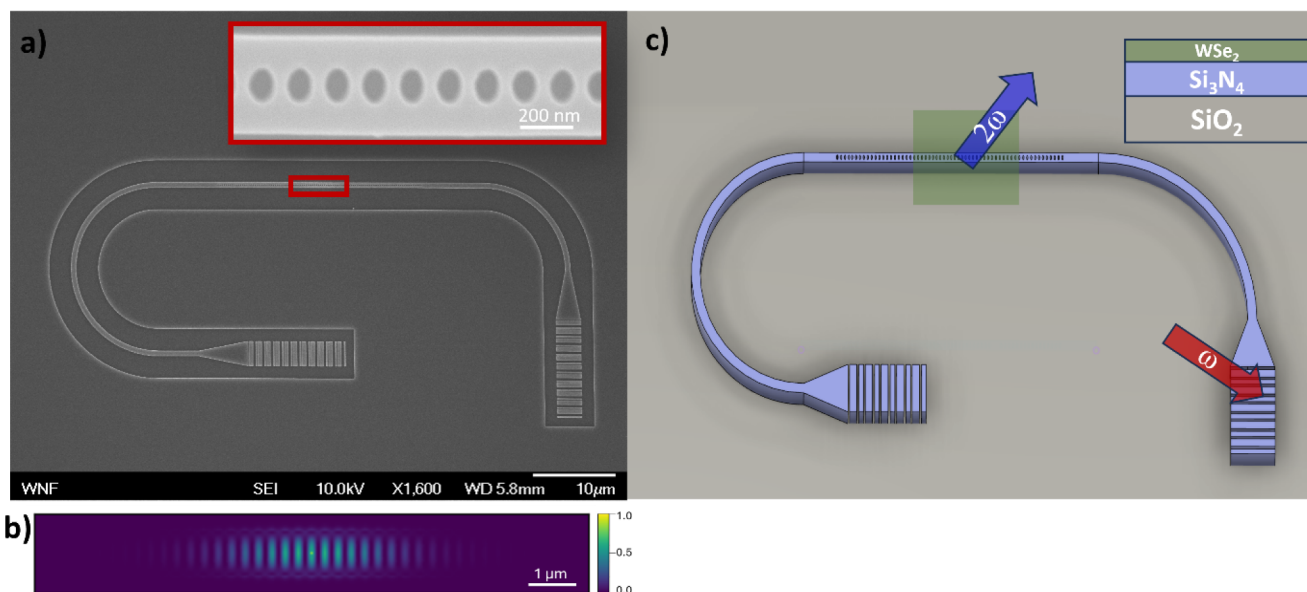 a)
200 nm
WNF SEI 10.0kV X1,600 WD 5.8mm 10μm
b)
1.0
0.5
0.0
1 μm
c)
WSe₂
Si₃N₄
SiO₂
2ω
ω